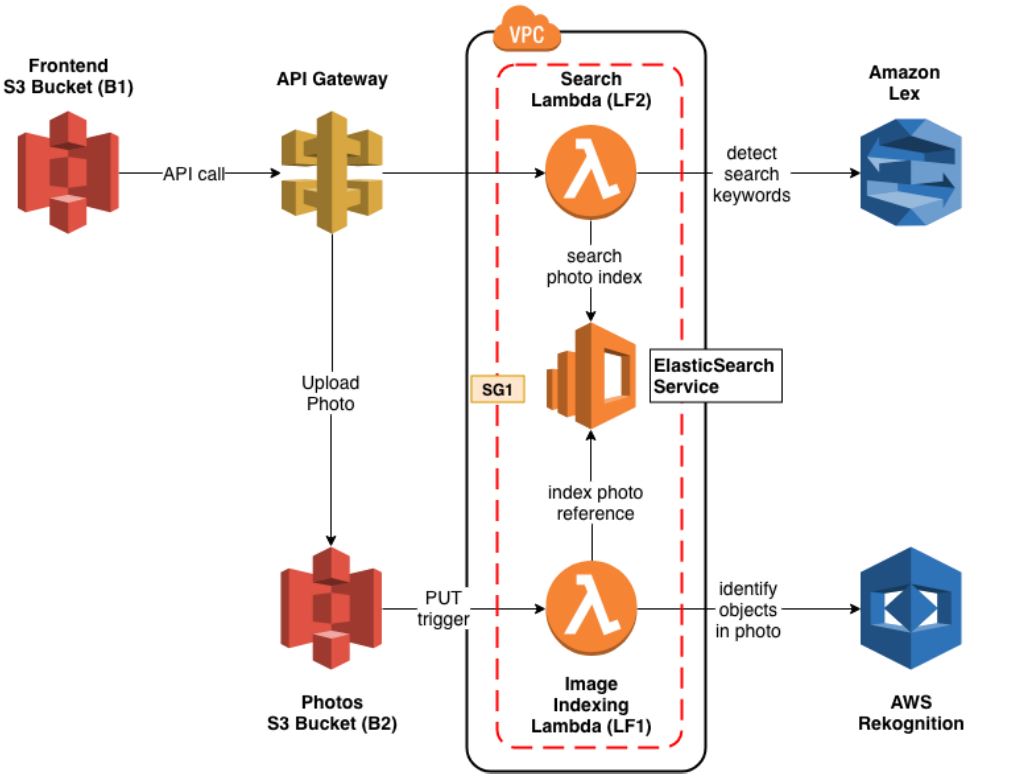 VPC
Frontend
S3 Bucket (B1)
API Gateway
Search
Lambda (LF2)
Amazon
Lex
API call
detect
search
keywords
search
photo index
ElasticSearch
Service
SG1
Upload
Photo
index photo
reference
PUT
trigger
identify
objects
in photo
Photos
S3 Bucket (B2)
Image
Indexing
Lambda (LF1)
AWS
Rekognition